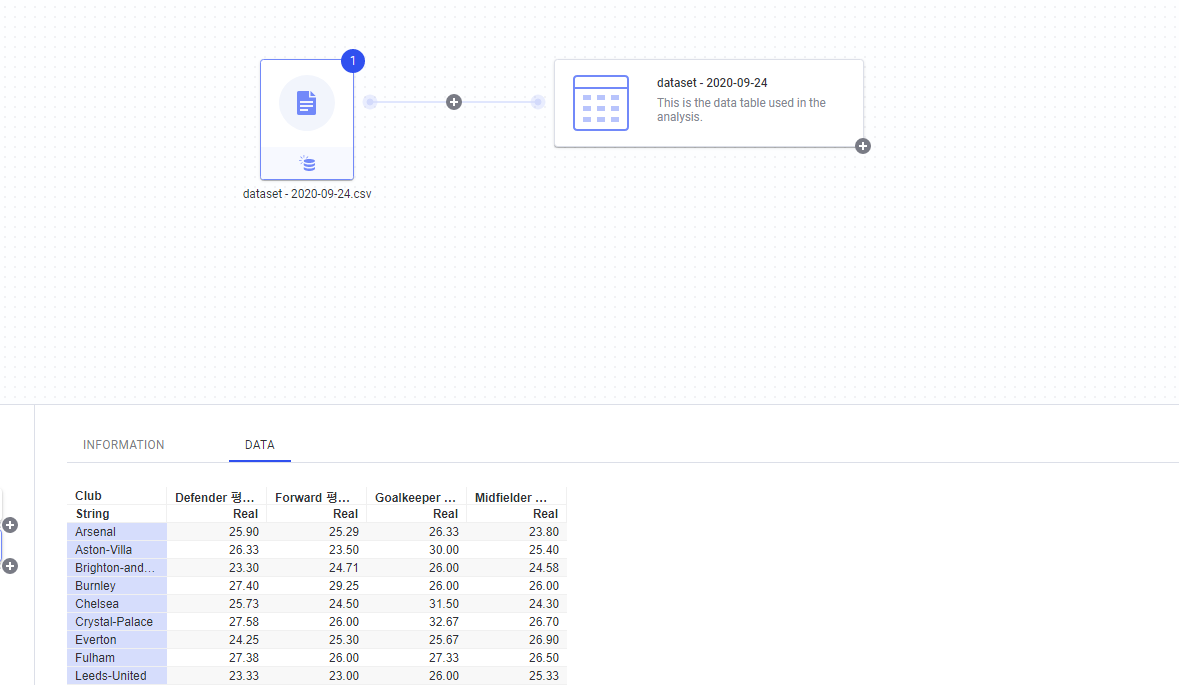 1
dataset - 2020-09-24
This is the data table used in the
analysis.
dataset - 2020-09-24.csv
INFORMATION DATA
Club Defender 평... Forward 평... Goalkeeper ... Midfielder ...
String Real Real Real Real
Arsenal 25.90 25.29 26.33 23.80
Aston-Villa 26.33 23.50 30.00 25.40
Brighton-and... 23.30 24.71 26.00 24.58
Burnley 27.40 29.25 26.00 26.00
Chelsea 25.73 24.50 31.50 24.30
Crystal-Palace 27.58 26.00 32.67 26.70
Everton 24.25 25.30 25.67 26.90
Fulham 27.38 26.00 27.33 26.50
Leeds-United 23.33 23.00 26.00 25.33